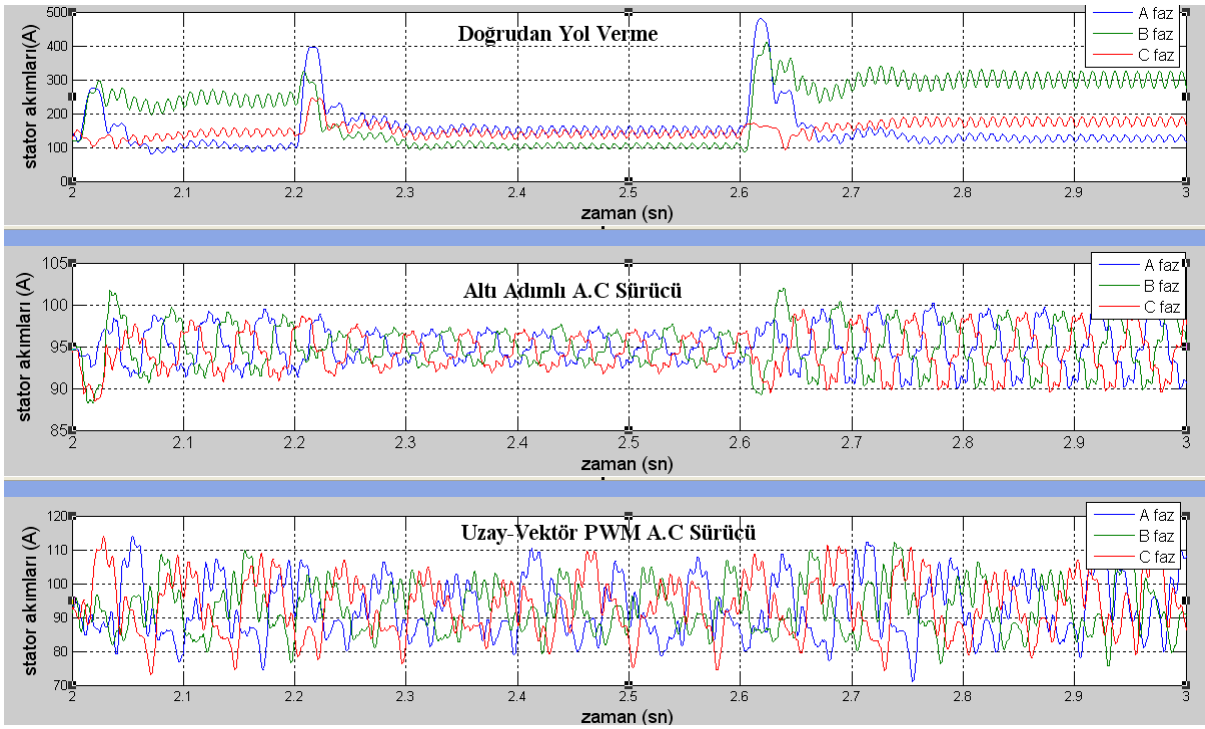 Doğrudan Yol Verme
A faz
B faz
C faz
stator akımları(A)
500
400
300
200
100
0
2
2.1
2.2
2.3
2.4
2.5
2.6
2.7
2.8
2.9
3
zaman (sn)
Altı Adımlı A.C Sürücü
A faz
B faz
C faz
stator akımları (A)
105
100
95
90
85
2
2.1
2.2
2.3
2.4
2.5
2.6
2.7
2.8
2.9
3
zaman (sn)
Uzay-Vektör PWM A.C Sürücü
A faz
B faz
C faz
stator akımları (A)
120
110
100
90
80
70
2
2.1
2.2
2.3
2.4
2.5
2.6
2.7
2.8
2.9
3
zaman (sn)